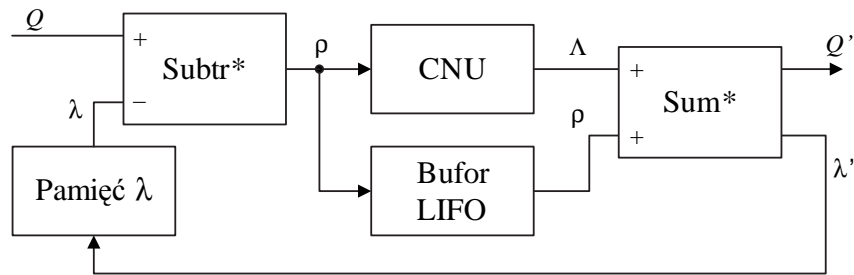 Q
+
Subtr*
−
λ
Pamięć λ
ρ
CNU
Bufor
LIFO
Λ
ρ
+
+
Sum*
Q’
λ’